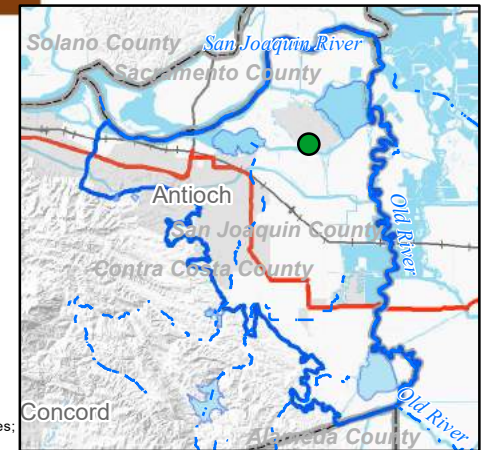 Solano County
San Joaquin River
Sacramento County
Antioch
San Joaquin County
Old River
Contra Costa County
Old River
Concord
es;
Alameda County